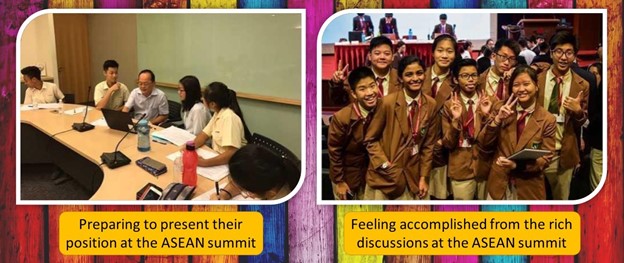 Preparing to present their
position at the ASEAN summit
Feeling accomplished from the rich
discussions at the ASEAN summit